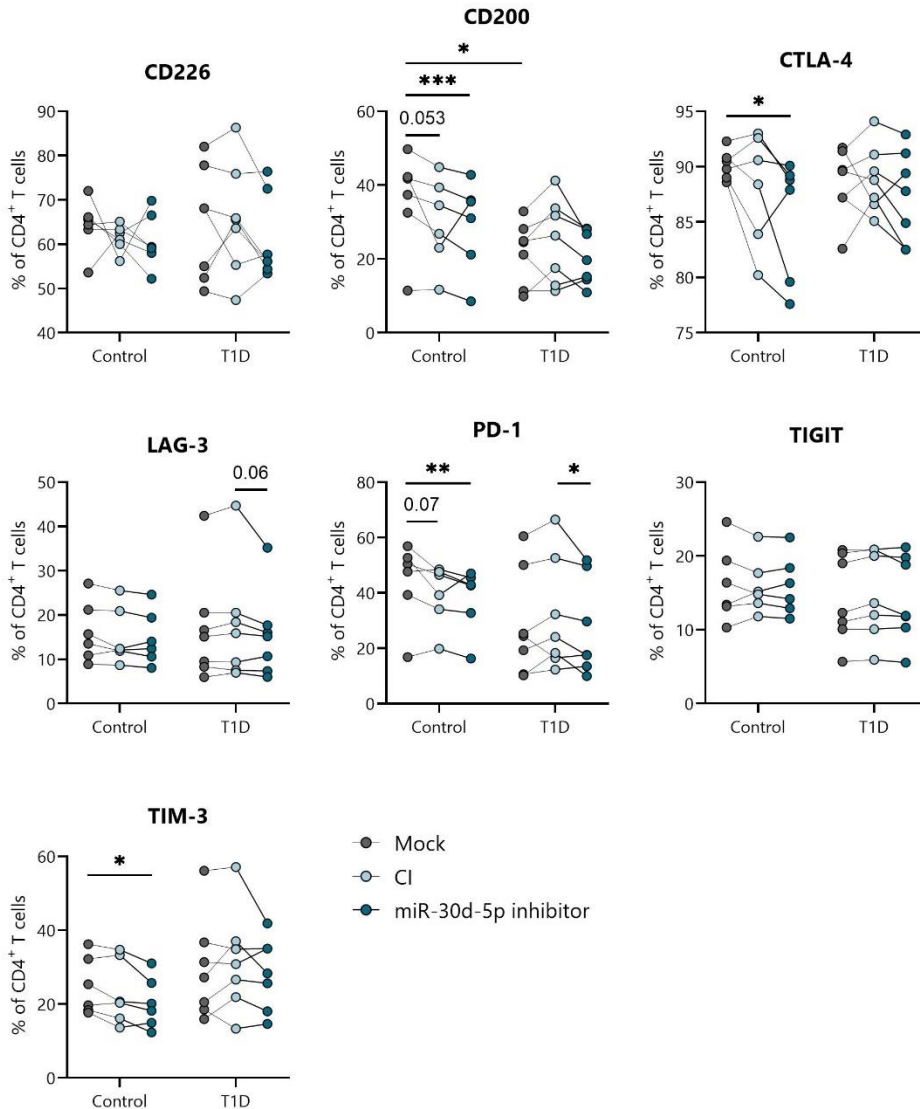 CD226
% of CD4⁺ T cells
90
80
70
60
50
40
Control
T1D
CD200
% of CD4⁺ T cells
*
***
0.053
60
40
20
0
Control
T1D
CTLA-4
% of CD4⁺ T cells
*
95
90
85
80
75
Control
T1D
LAG-3
% of CD4⁺ T cells
0.06
50
40
30
20
10
0
Control
T1D
PD-1
% of CD4⁺ T cells
**
*
0.07
80
60
40
20
0
Control
T1D
TIGIT
% of CD4⁺ T cells
30
20
10
0
Control
T1D
TIM-3
% of CD4⁺ T cells
*
60
40
20
0
Control
T1D
Mock
CI
miR-30d-5p inhibitor